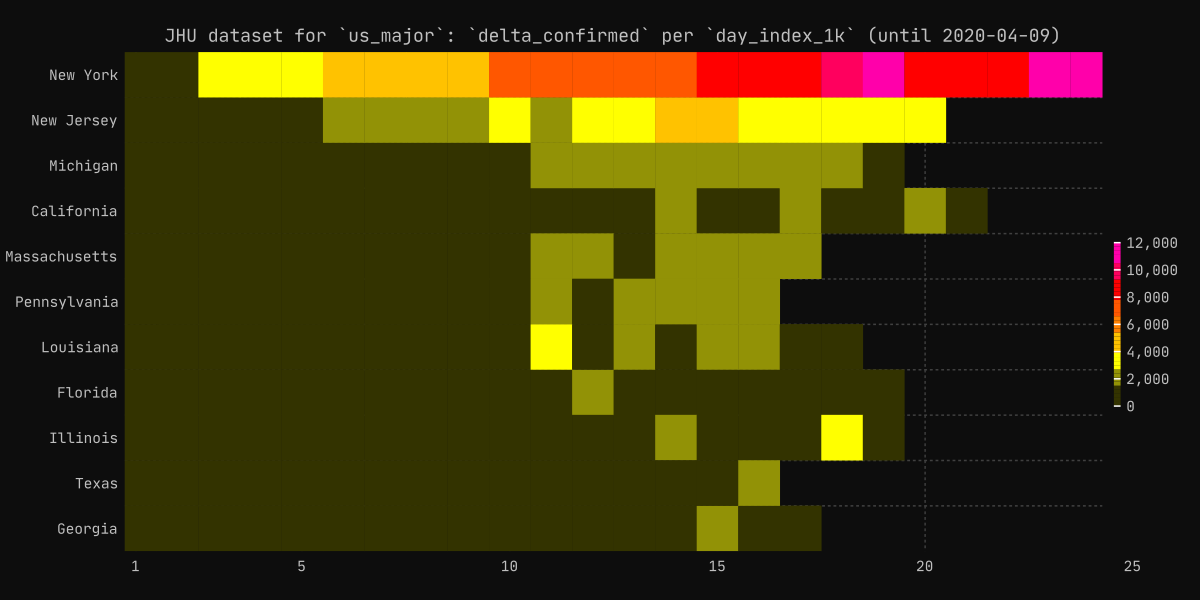 JHU dataset for `us_major`: `delta_confirmed` per `day_index_1k` (until 2020-04-09)
New York
New Jersey
Michigan
California
Massachusetts
Pennsylvania
Louisiana
Florida
Illinois
Texas
Georgia
12,000
10,000
8,000
6,000
4,000
2,000
0
1 5 10 15 20 25